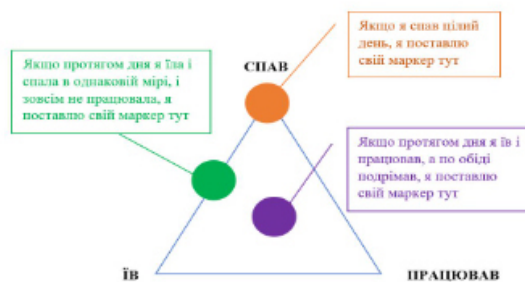 Якщо я спав цілий
день, я поставлю
свій маркер тут
Якщо протягом дня я їла і
спала в однаковій мірі, і
зовсім не працювала, я
поставлю свій маркер тут
СПАВ
Якщо протягом дня я їв і
працював, а по обіді
подрімав, я поставлю
свій маркер тут
ЇВ
ПРАЦЮВАВ